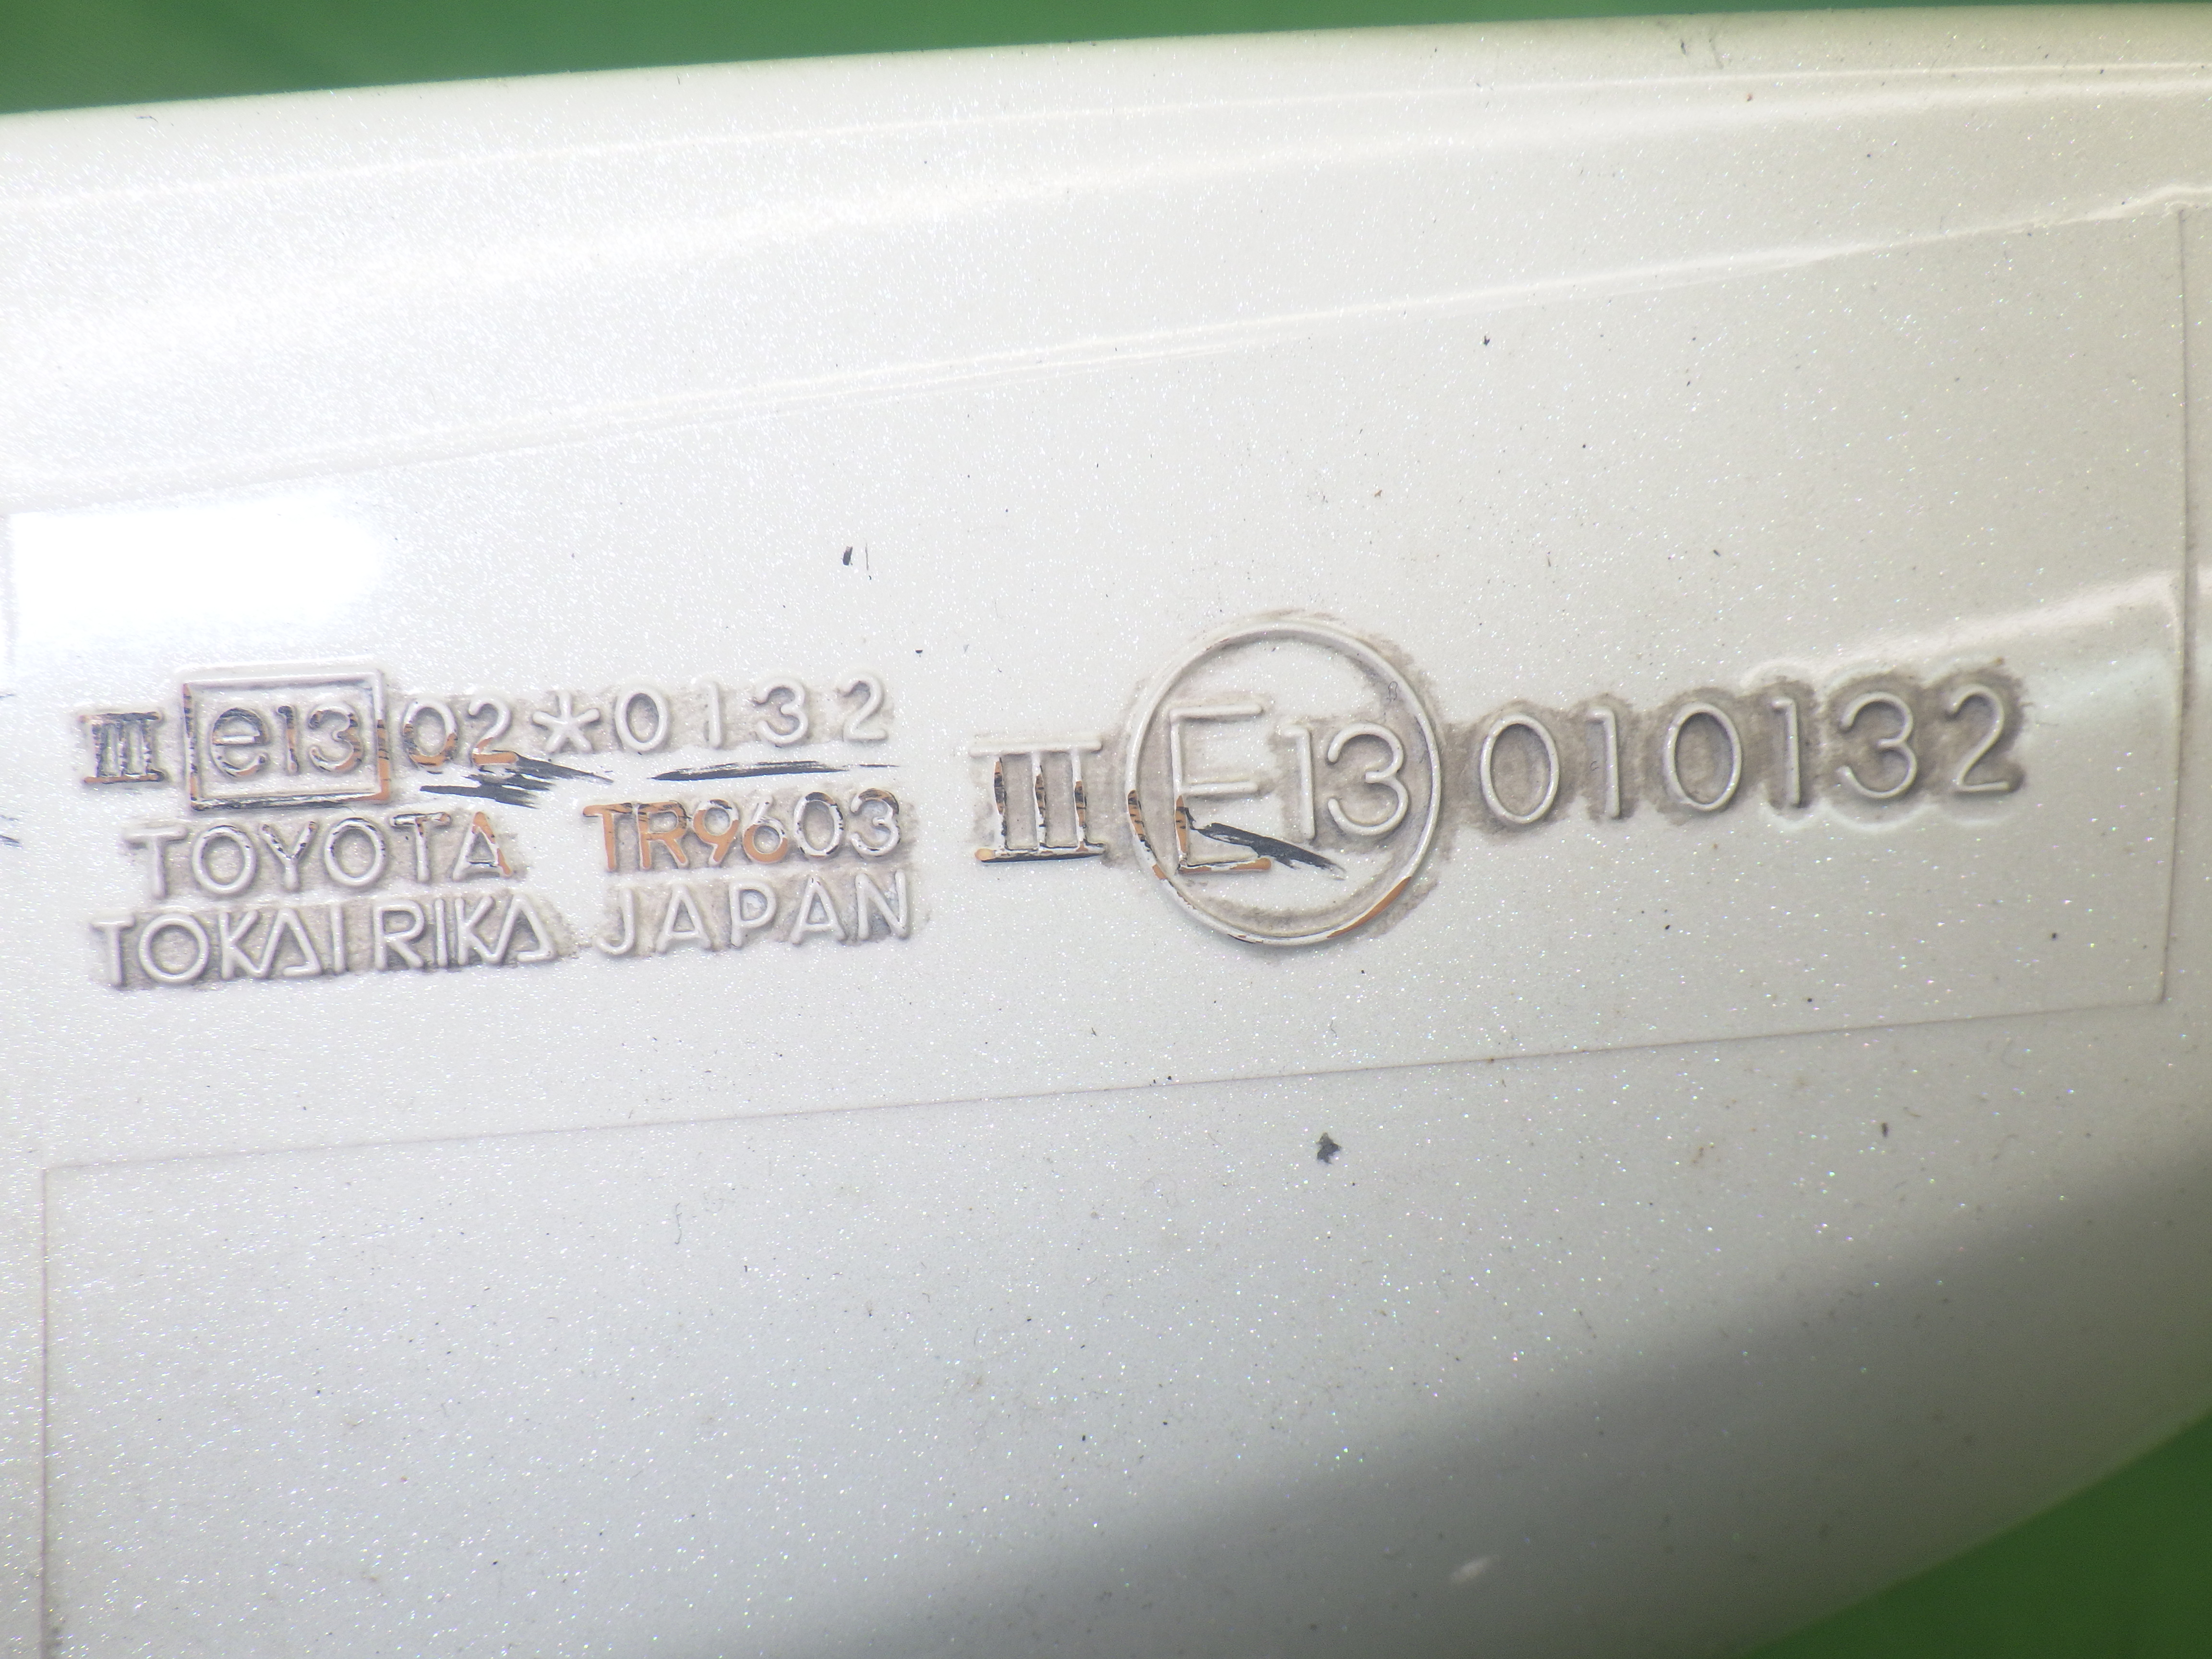 III e13 02*0132
TOYOTA TR9603
TOKAI RIKA JAPAN
III E13 010132